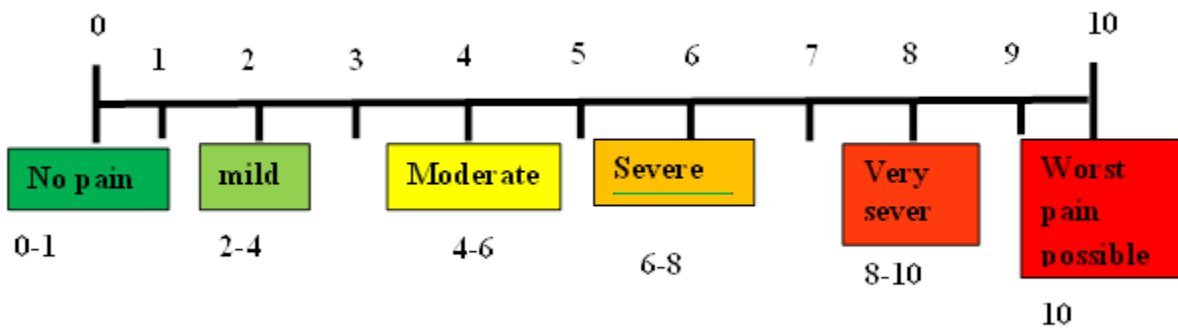 0
1
2
3
4
5
6
7
8
9
10
No pain
mild
Moderate
Severe
Very
sever
Worst
pain
possible
0-1
2-4
4-6
6-8
8-10
10